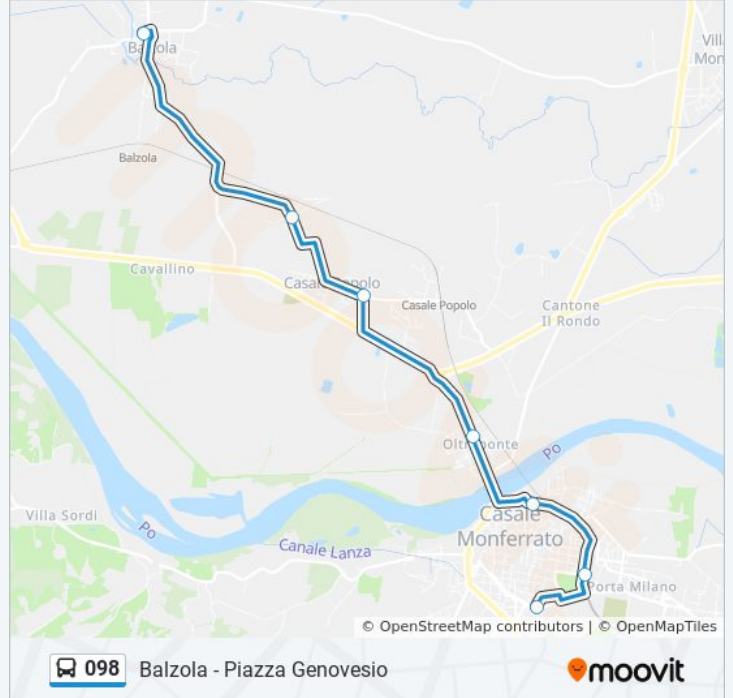 Balzola
Vill
Mon
Balzola
Cavallino
Casale Popolo
Casale Popolo
Cantone
Il Rondo
Oltreponte
Po
Villa Sordi
Po
Casale
Monferrato
Canale Lanza
Porta Milano
© OpenStreetMap contributors | © OpenMapTiles
098 Balzola - Piazza Genovesio
moovit